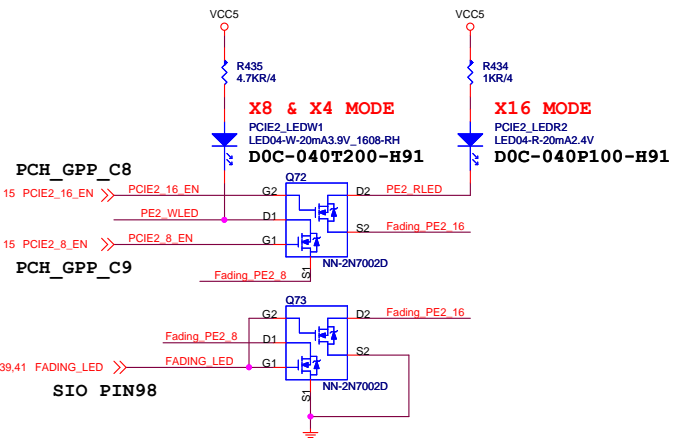 VCC5
VCC5
R435
4.7KR/4
R434
1KR/4
X8 & X4 MODE
PCIE2_LEDW1
LED04-W-20mA3.9V_1608-RH
D0C-040T200-H91
X16 MODE
PCIE2_LEDR2
LED04-R-20mA2.4V
D0C-040P100-H91
PCH_GPP_C8
15 PCIE2_16_EN
PCIE2_16_EN
PE2_WLED
15 PCIE2_8_EN
PCIE2_8_EN
PCH_GPP_C9
Q72
G2
D2
PE2_RLED
D1
S2
Fading_PE2_16
G1
S1
NN-2N7002D
Fading_PE2_8
Q73
G2
D2
Fading_PE2_16
Fading_PE2_8
D1
S2
39,41 FADING_LED
FADING_LED
G1
S1
NN-2N7002D
SIO PIN98